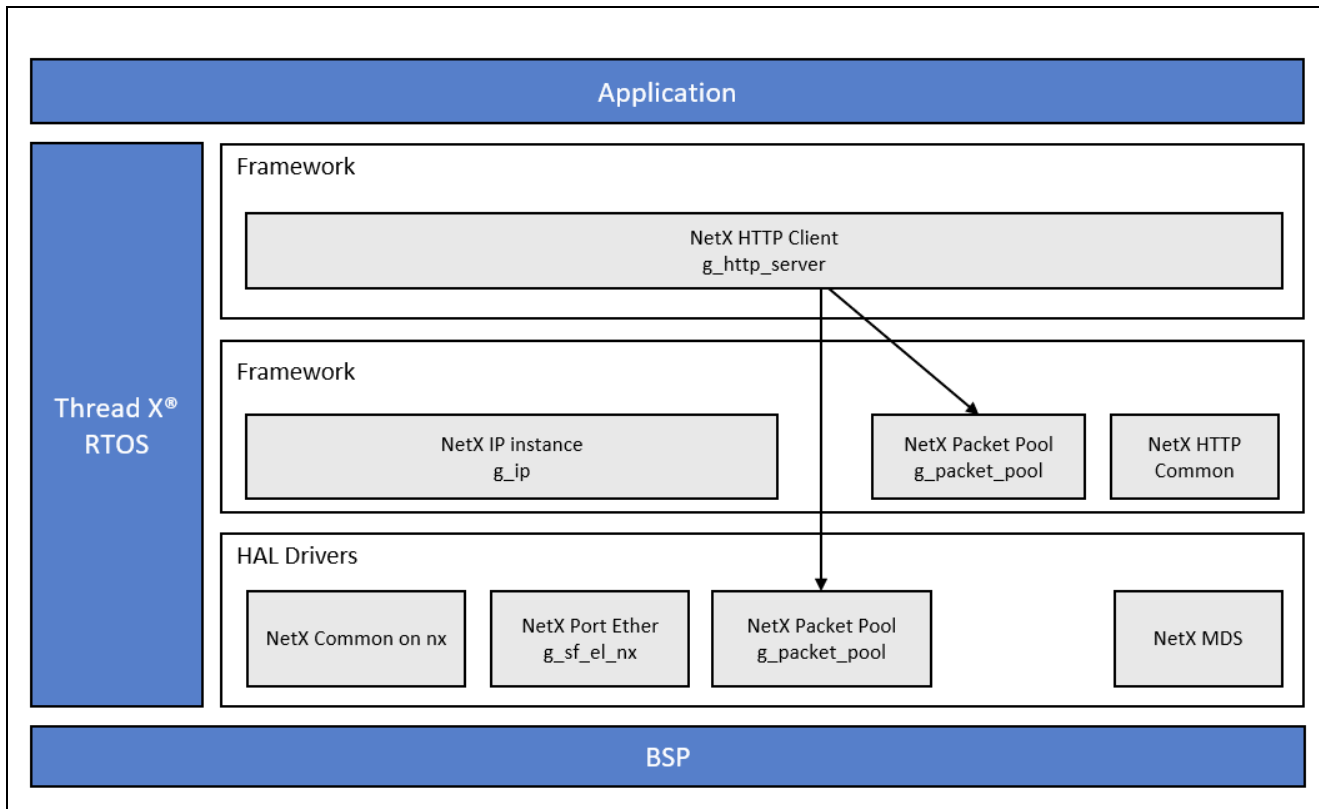 Application
Thread X®
RTOS
Framework
NetX HTTP Client
g_http_server
Framework
NetX IP instance
g_ip
NetX Packet Pool
g_packet_pool
NetX HTTP
Common
HAL Drivers
NetX Common on nx
NetX Port Ether
g_sf_el_nx
NetX Packet Pool
g_packet_pool
NetX MDS
BSP